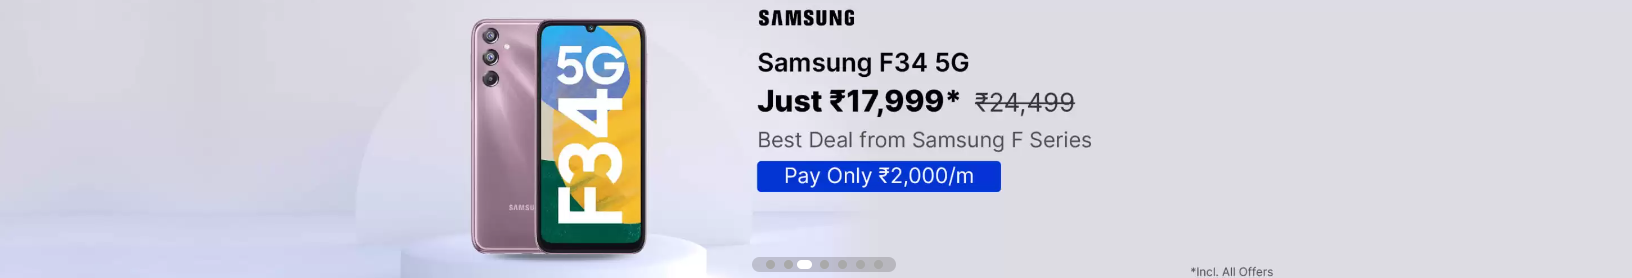 SAMSUNG
Samsung F34 5G
Just ₹17,999* ₹24,499
Best Deal from Samsung F Series
Pay Only ₹2,000/m
*Incl. All Offers
5G
F34
SAMSU